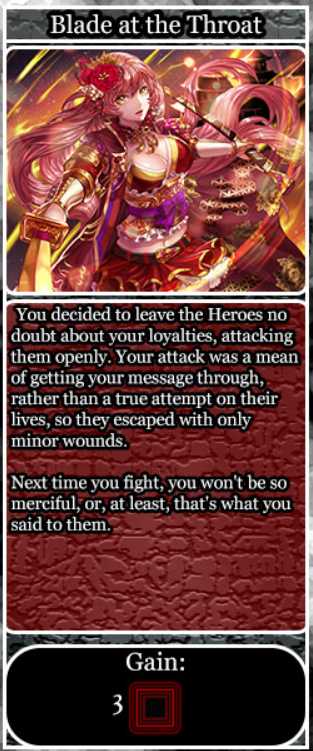 Blade at the Throat
You decided to leave the Heroes no
doubt about your loyalties, attacking
them openly. Your attack was a mean
of getting your message through,
rather than a true attempt on their
lives, so they escaped with only
minor wounds.
Next time you fight, you won't be so
merciful, or, at least, that's what you
said to them.
Gain:
3